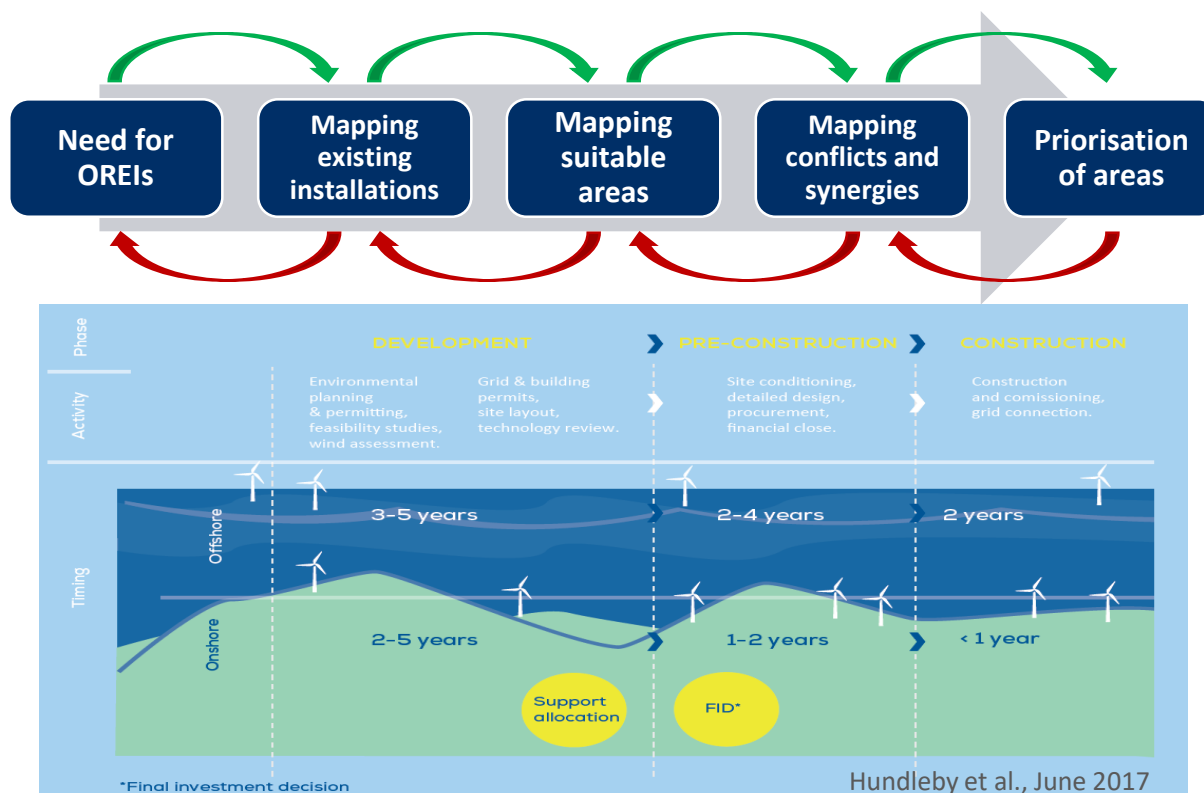 Need for
OREIs
Mapping
existing
installations
Mapping
suitable
areas
Mapping
conflicts and
synergies
Priorisation
of areas
Phase
DEVELOPMENT
PRE-CONSTRUCTION
CONSTRUCTION
Activity
Environmental
planning
& permitting,
feasibility studies,
wind assessment.
Grid & building
permits,
site layout,
technology review.
Site conditioning,
detailed design,
procurement,
financial close.
Construction
and comissioning,
grid connection.
Timing
Offshore
3-5 years
2-4 years
2 years
Onshore
2-5 years
1-2 years
< 1 year
Support
allocation
FID*
*Final investment decision
Hundleby et al., June 2017